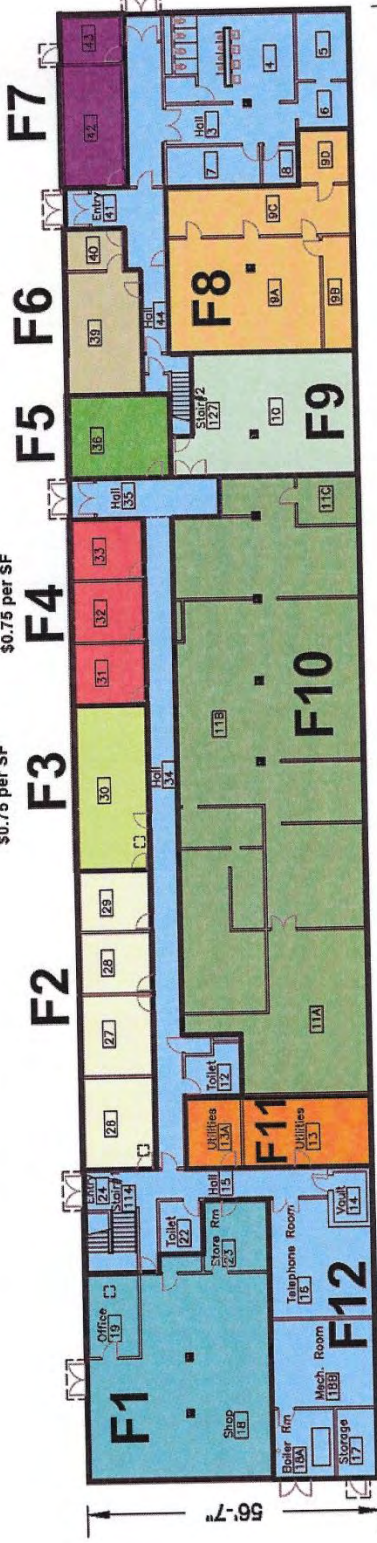 $0.75 per SF
$0.75 per SF
F1
F2
F3
F4
F5
F6
F7
Office
19
Entry
24
Stair#1
114
28
27
28
29
30
31
32
33
Hall
35
36
39
40
Entry
41
42
43
Toilet
22
Hall
34
Hall
44
Hall
3
4
5
6
7
8
Shop
18
Store Rm
23
Hall
15
Utilities
13A
F11
Utilities
13
Toilet
12
11A
11B
F10
11C
Stair#2
127
10
F9
F8
9A
9B
9C
9D
Boiler Rm
18A
Storage
17
Mech. Room
18B
F12
Telephone Room
16
Vault
14
56'-7"